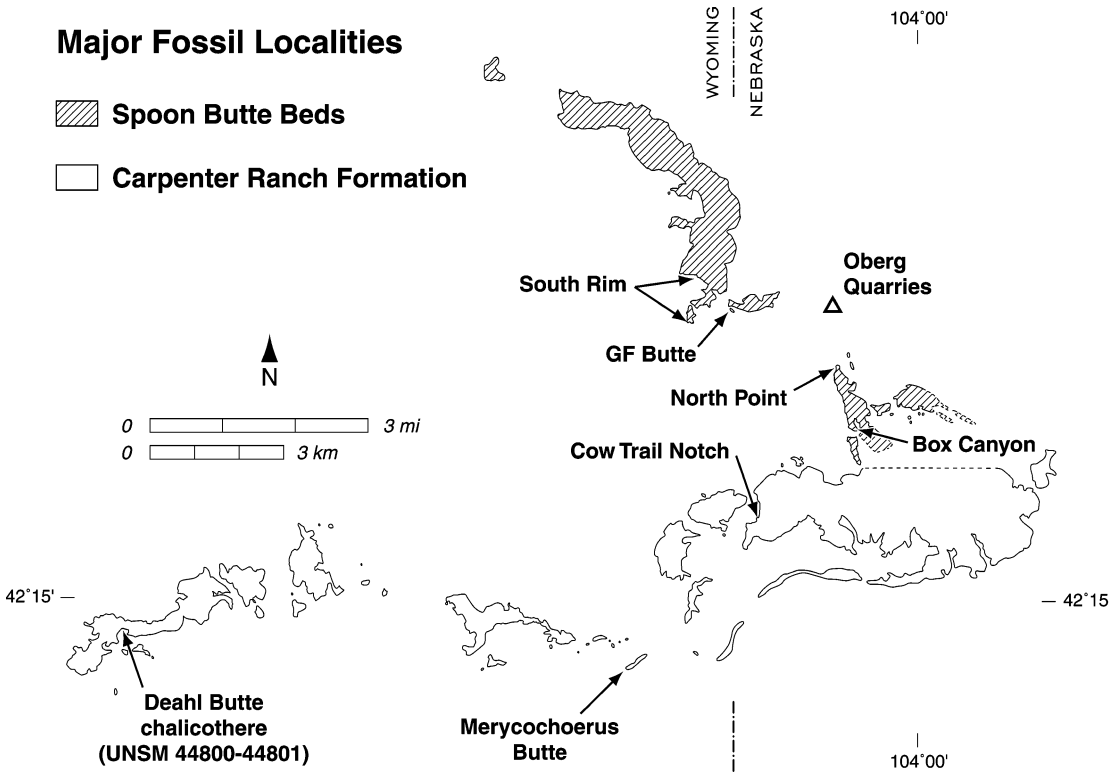 104°00'
WYOMING
NEBRASKA
Major Fossil Localities
Spoon Butte Beds
Carpenter Ranch Formation
Oberg
Quarries
South Rim
GF Butte
N
North Point
0 3 mi
0 3 km
Box Canyon
Cow Trail Notch
42°15'
42°15
Deahl Butte
chalicothere
(UNSM 44800-44801)
Merycochoerus
Butte
104°00'